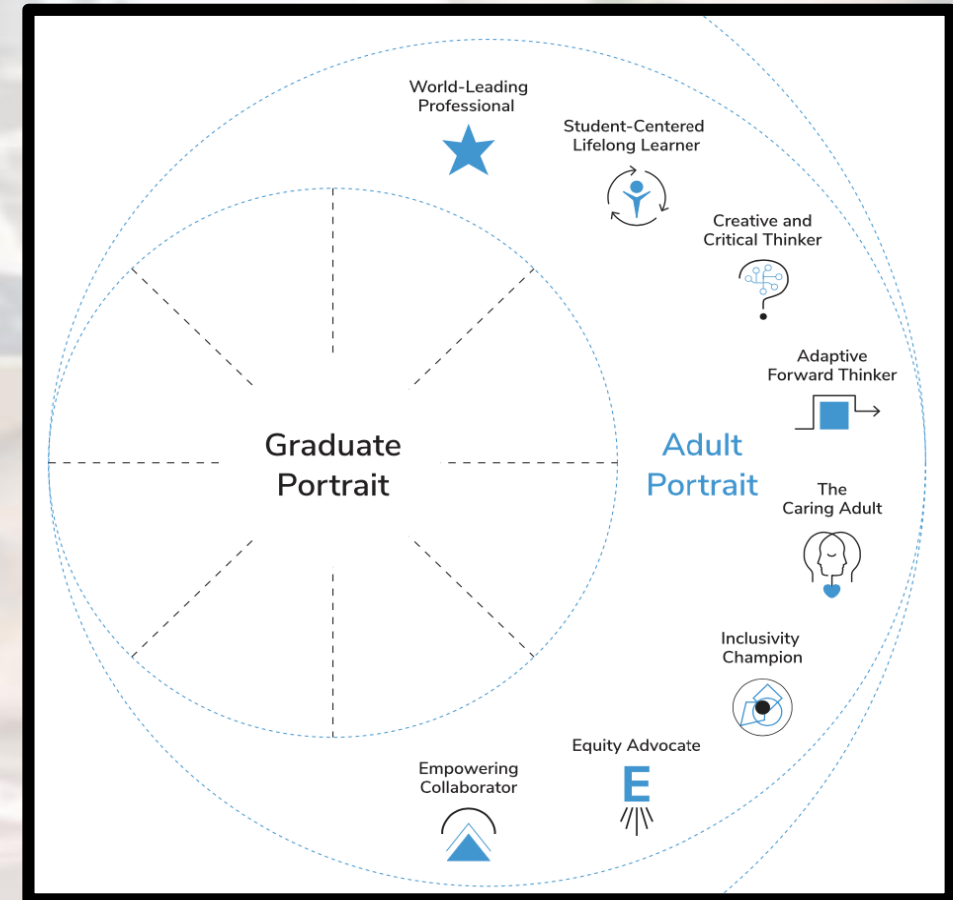 World-Leading
Professional
Student-Centered
Lifelong Learner
Creative and
Critical Thinker
Adaptive
Forward Thinker
Graduate
Portrait
Adult
Portrait
The
Caring Adult
Inclusivity
Champion
Equity Advocate
E
Empowering
Collaborator